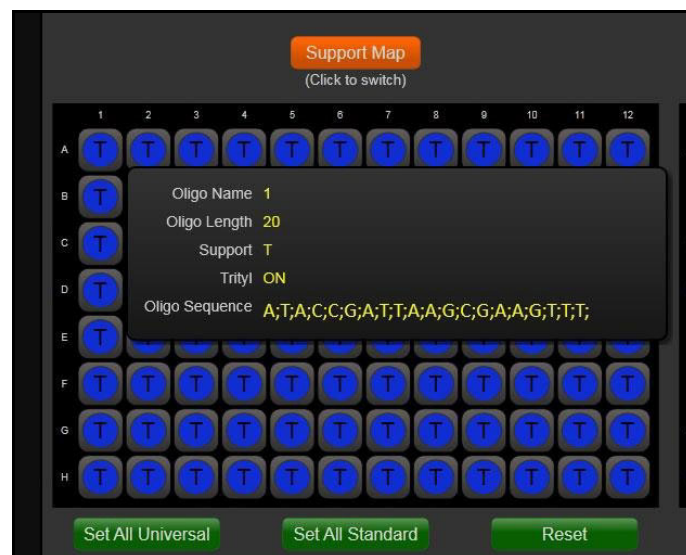 Support Map
(Click to switch)
1 2 3 4 5 6 7 8 9 10 11 12
A T T T T T T T T T T T T
Oligo Name 1
B T
Oligo Length 20
C T
Support T
Trityl ON
D T
Oligo Sequence A;T;A;C;C;G;A;T;T;A;A;G;C;G;A;A;G;T;T;T;
E T
F T T T T T T T T T T T T
G T T T T T T T T T T T T
H T T T T T T T T T T T T
Set All Universal Set All Standard Reset